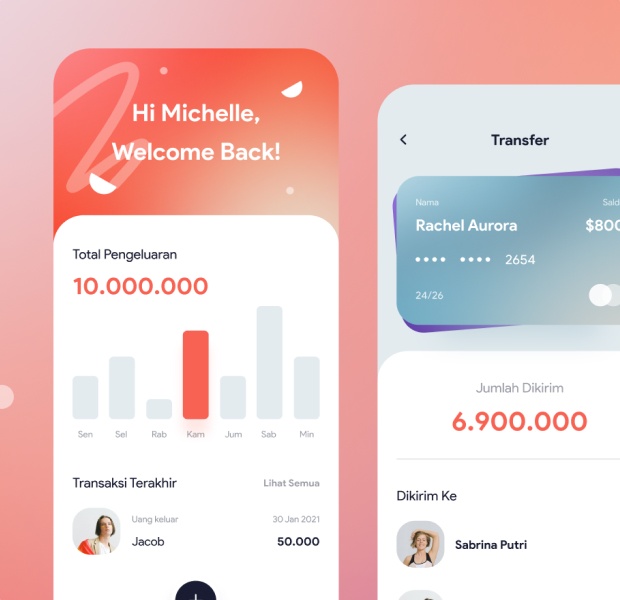 Hi Michelle,
Welcome Back!
Total Pengeluaran
10.000.000
Sen Sel Rab Kam Jum Sab Min
Transaksi Terakhir Lihat Semua
Uang keluar 30 Jan 2021
Jacob 50.000
Transfer
Nama
Rachel Aurora $800
•••• •••• 2654
24/26
Jumlah Dikirim
6.900.000
Dikirim Ke
Sabrina Putri